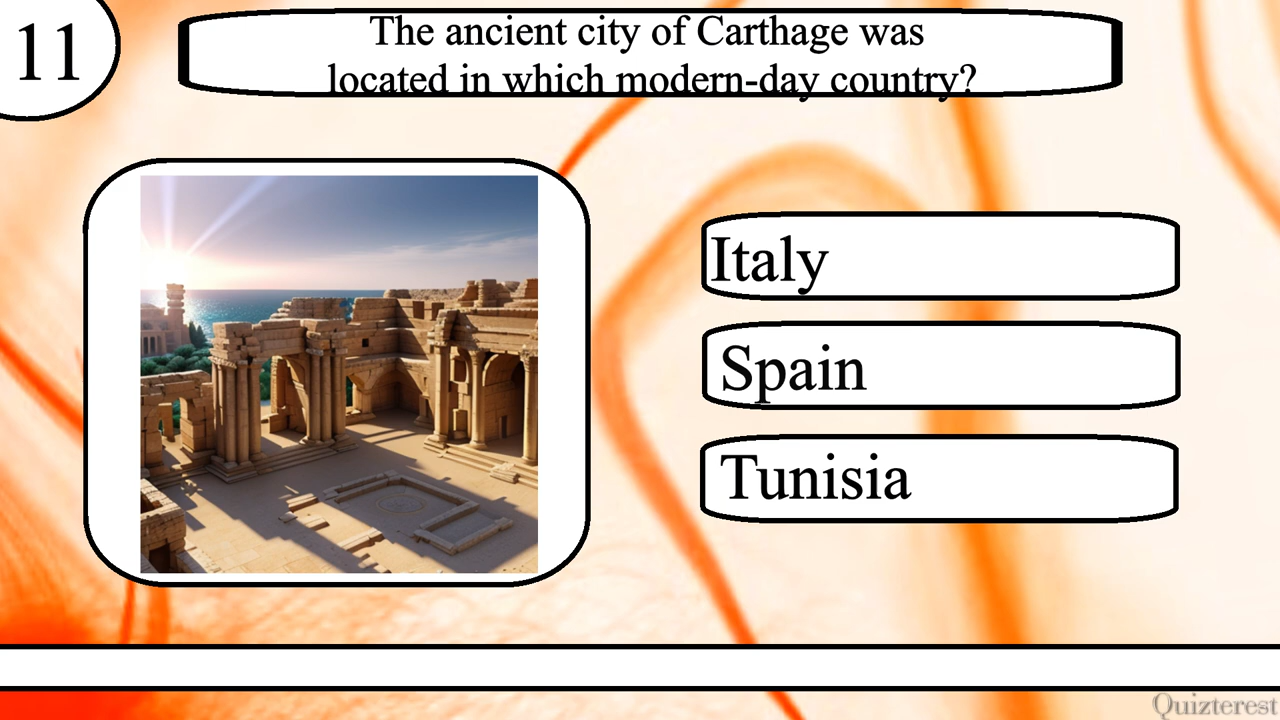 11
The ancient city of Carthage was
located in which modern-day country?
Italy
Spain
Tunisia
Quizterest